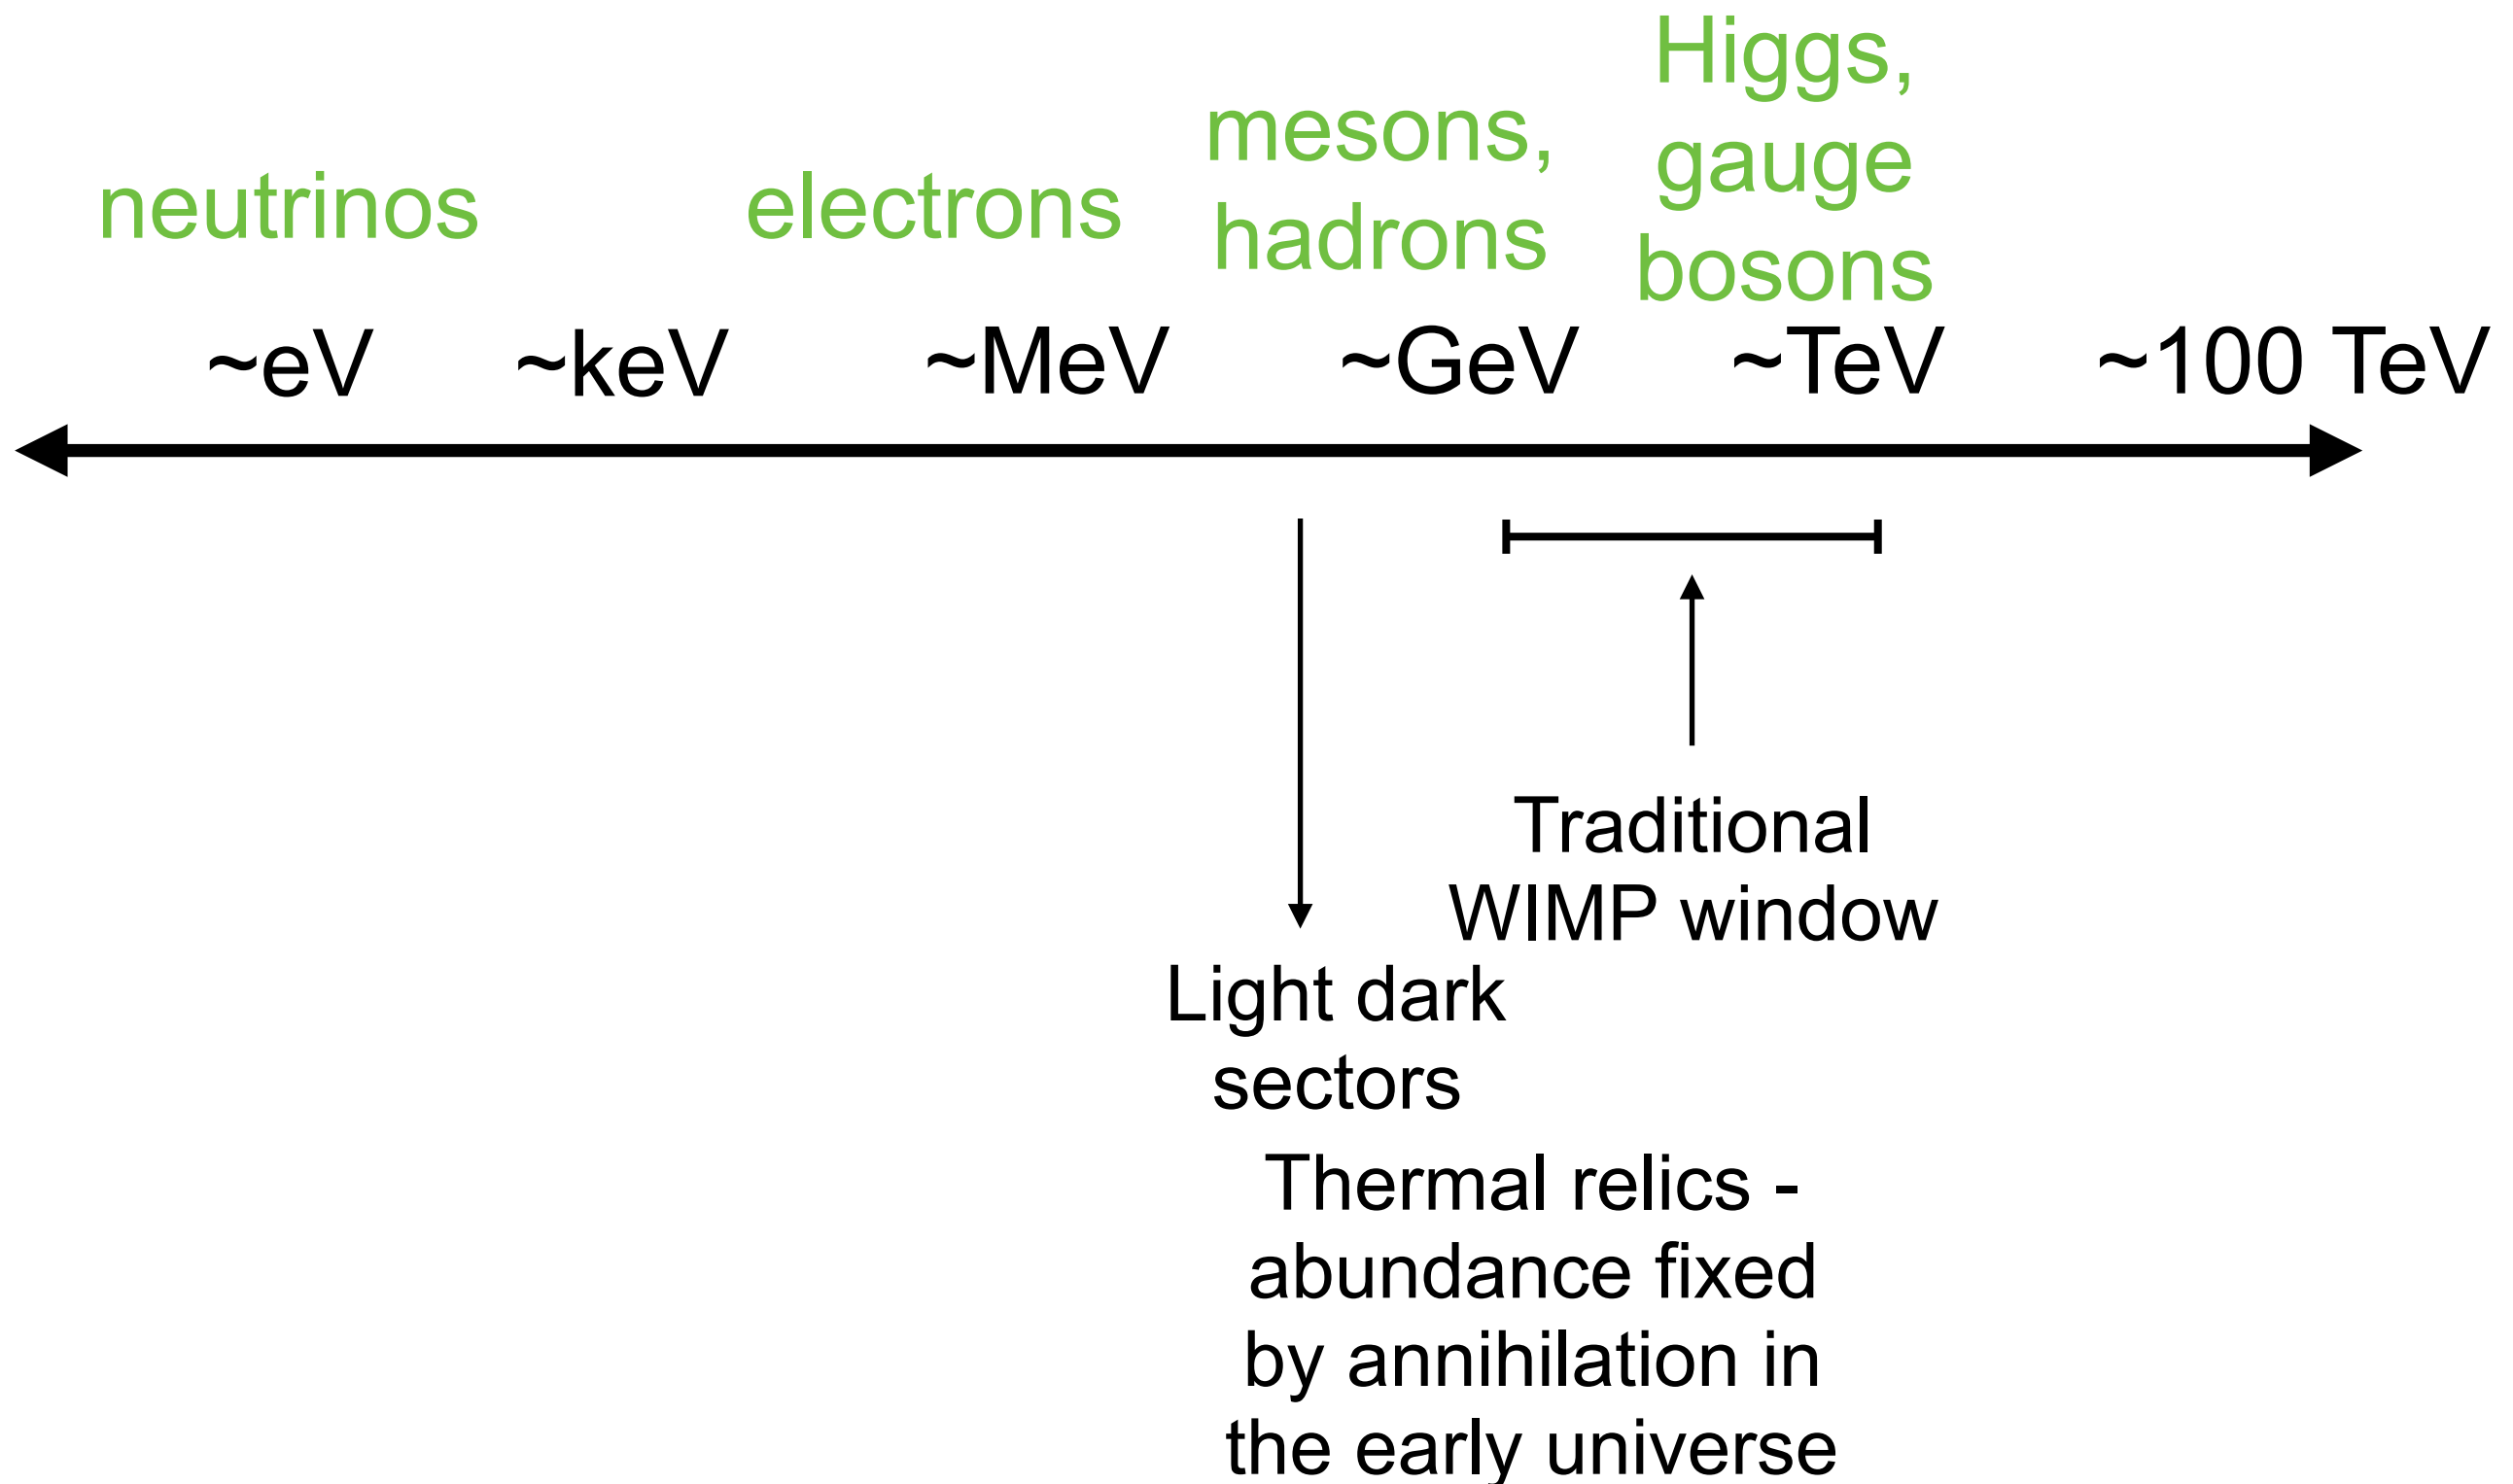 neutrinos
electrons
mesons,
hadrons
Higgs,
gauge
bosons
~eV
~keV
~MeV
~GeV
~TeV
~100 TeV
Traditional
WIMP window
Light dark
sectors
Thermal relics -
abundance fixed
by annihilation in
the early universe